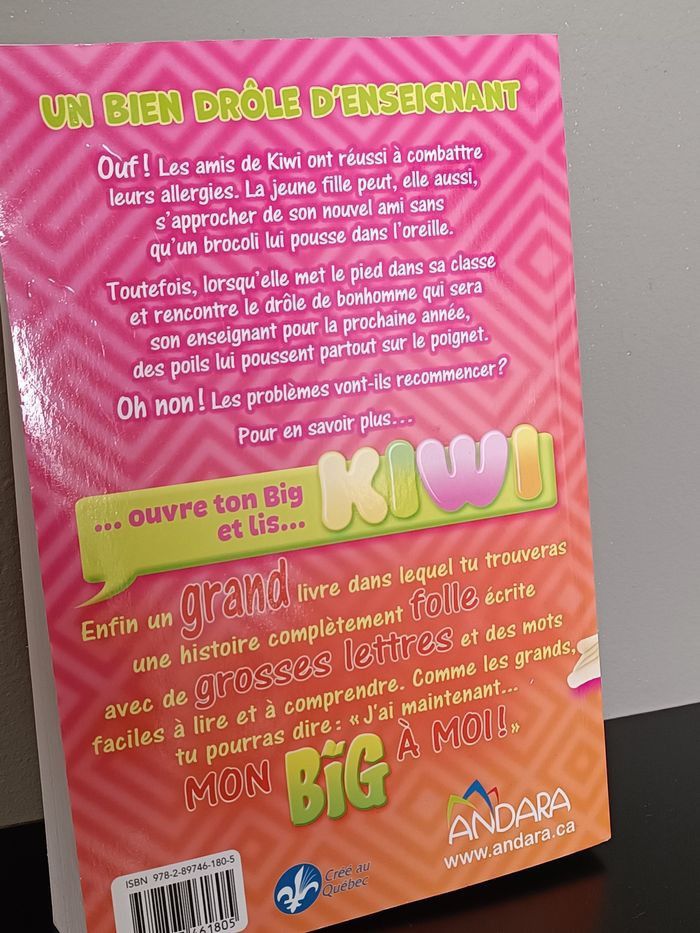 UN BIEN DRÔLE D'ENSEIGNANT
Ouf! Les amis de Kiwi ont réussi à combattre
leurs allergies. La jeune fille peut, elle aussi,
s'approcher de son nouvel ami sans
qu'un brocoli lui pousse dans l'oreille.
Toutefois, lorsqu'elle met le pied dans sa classe
et rencontre le drôle de bonhomme qui sera
son enseignant pour la prochaine année,
des poils lui poussent partout sur le poignet.
Oh non! Les problèmes vont-ils recommencer?
Pour en savoir plus...
... ouvre ton Big
et lis...
KIWI
Enfin un grand livre dans lequel tu trouveras
une histoire complètement folle écrite
avec de grosses lettres et des mots
faciles à lire et à comprendre. Comme les grands,
tu pourras dire : « J'ai maintenant...
MON BIG À MOI! »
ANDARA
www.andara.ca
ISBN 978-2-89746-180-5
Créé au
Québec
461805